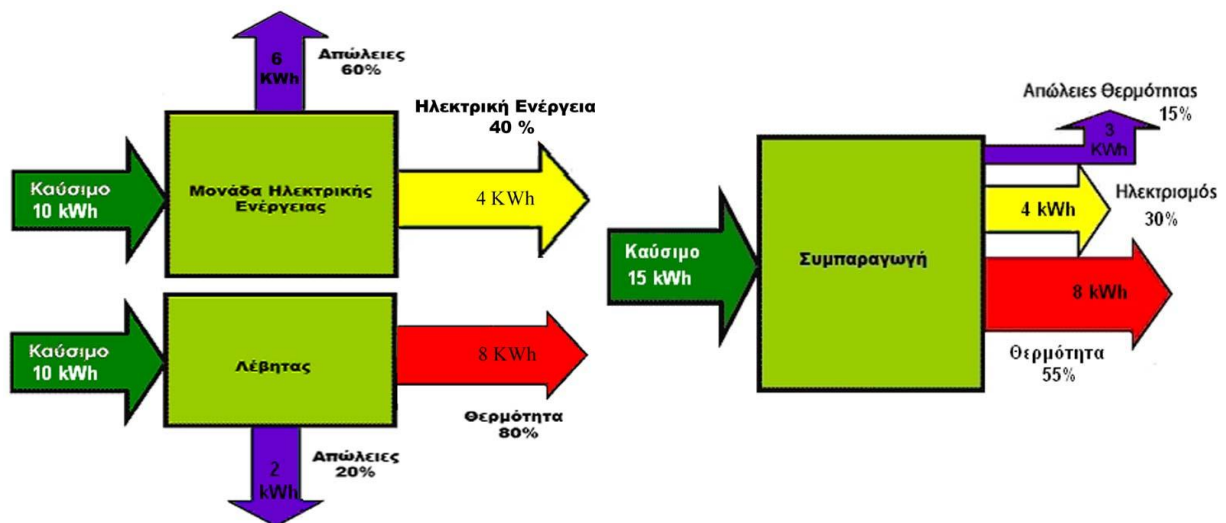 6
KWh
Απώλειες
60%
Ηλεκτρική Ενέργεια
40 %
Καύσιμο
10 kWh
Μονάδα Ηλεκτρικής
Ενέργειας
4 KWh
Καύσιμο
10 kWh
Λέβητας
8 KWh
Θερμότητα
80%
2
kWh
Απώλειες
20%
Απώλειες Θερμότητας
15%
3
KWh
Καύσιμο
15 kWh
Συμπαραγωγή
4 kWh
Ηλεκτρισμός
30%
8 kWh
Θερμότητα
55%